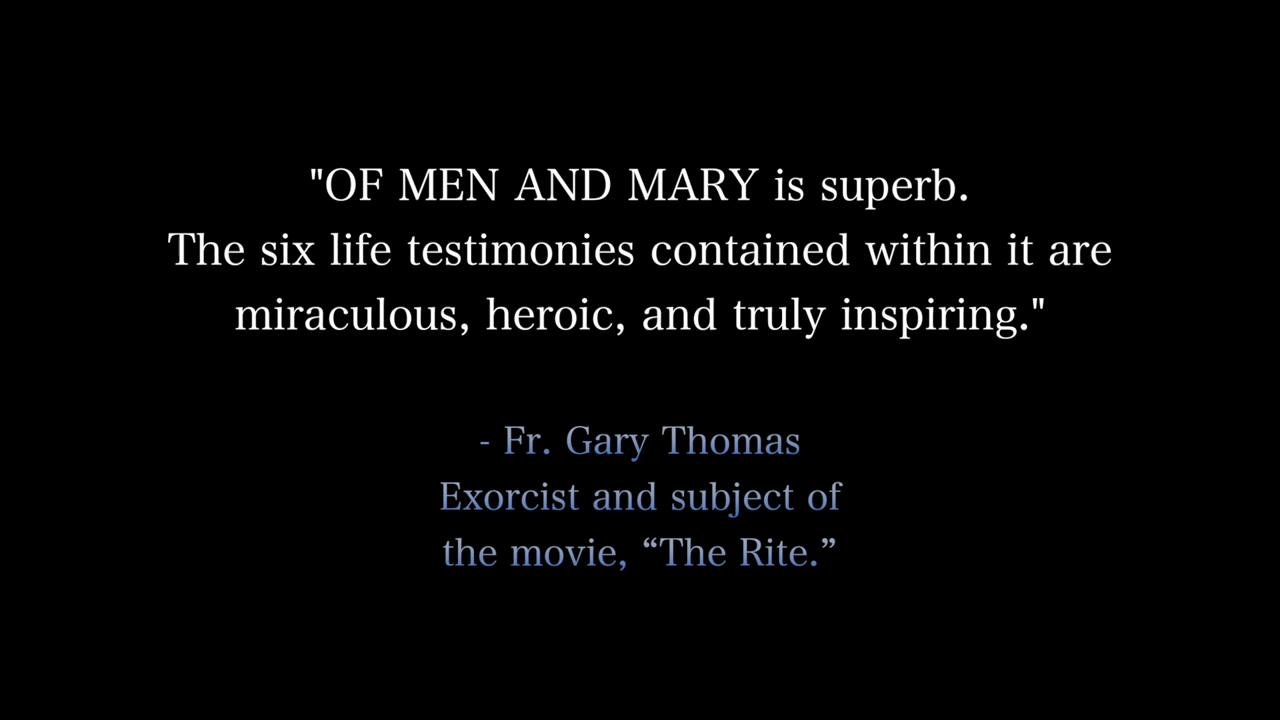 "OF MEN AND MARY is superb.
The six life testimonies contained within it are
miraculous, heroic, and truly inspiring."
- Fr. Gary Thomas
Exorcist and subject of
the movie, “The Rite.”